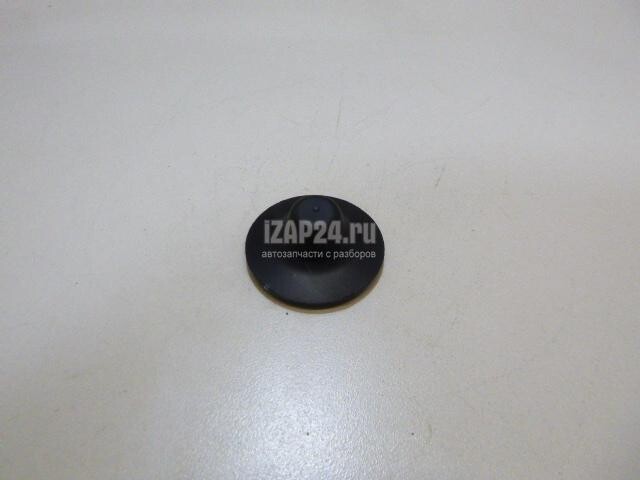 iZAP24.ru
автозапчасти с разборов